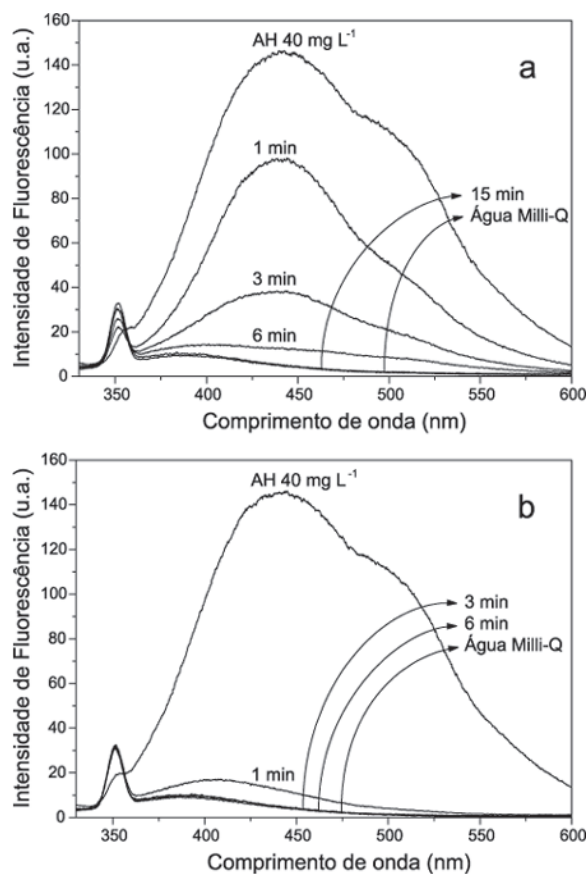 160
140
120
100
80
60
40
20
0
Intensidade de Fluorescência (u.a.)
AH 40 mg L⁻¹
a
1 min
15 min
Água Milli-Q
3 min
6 min
350 400 450 500 550 600
Comprimento de onda (nm)
160
140
120
100
80
60
40
20
0
Intensidade de Fluorescência (u.a.)
AH 40 mg L⁻¹
b
3 min
6 min
Água Milli-Q
1 min
350 400 450 500 550 600
Comprimento de onda (nm)